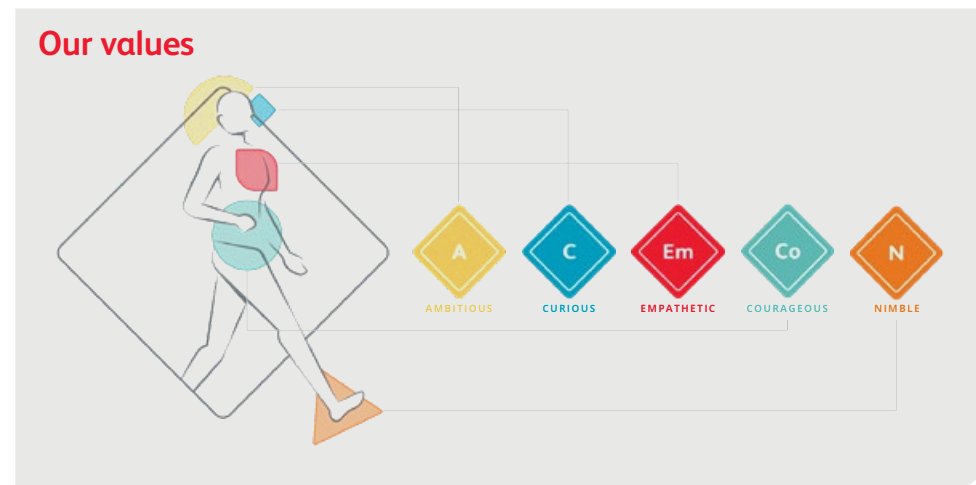 Our values
A
C
Em
Co
N
AMBITIOUS
CURIOUS
EMPATHETIC
COURAGEOUS
NIMBLE